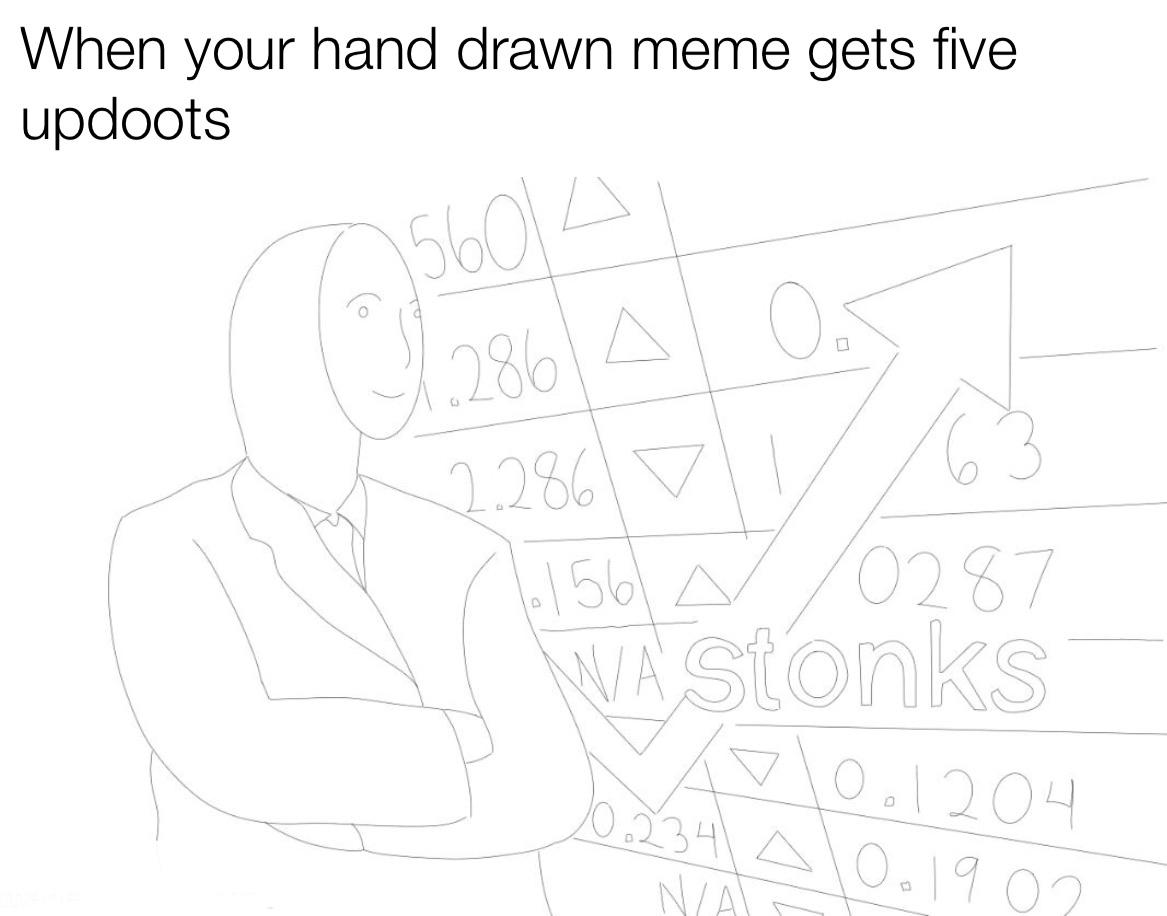 When your hand drawn meme gets five
updoots
560
0.
1.286
63
2.286
1
.156
0287
N/A
stonks
0.1204
0.234
0.1902
N/A